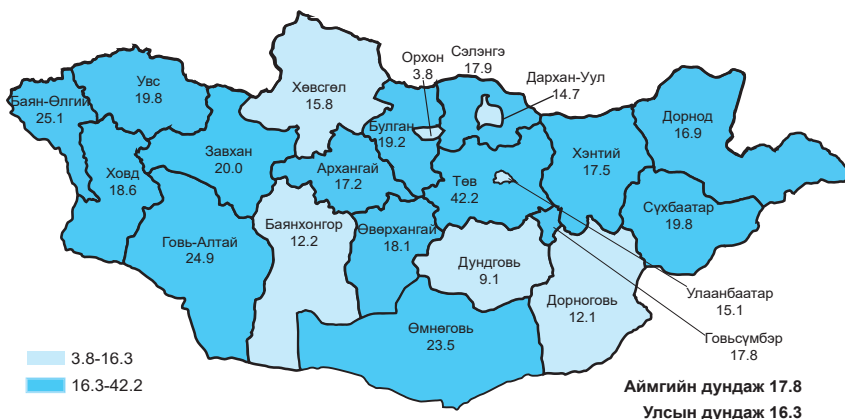 Орхон
3.8
Сэлэнгэ
17.9
Дархан-Уул
14.7
Увс
19.8
Хөвсгөл
15.8
Баян-Өлгий
25.1
Булган
19.2
Дорнод
16.9
Завхан
20.0
Ховд
18.6
Архангай
17.2
Төв
42.2
Хэнтий
17.5
Сүхбаатар
19.8
Говь-Алтай
24.9
Баянхонгор
12.2
Өвөрхангай
18.1
Дундговь
9.1
Дорноговь
12.1
Улаанбаатар
15.1
Говьсүмбэр
17.8
Өмнөговь
23.5
3.8-16.3
16.3-42.2
Аймгийн дундаж 17.8
Улсын дундаж 16.3